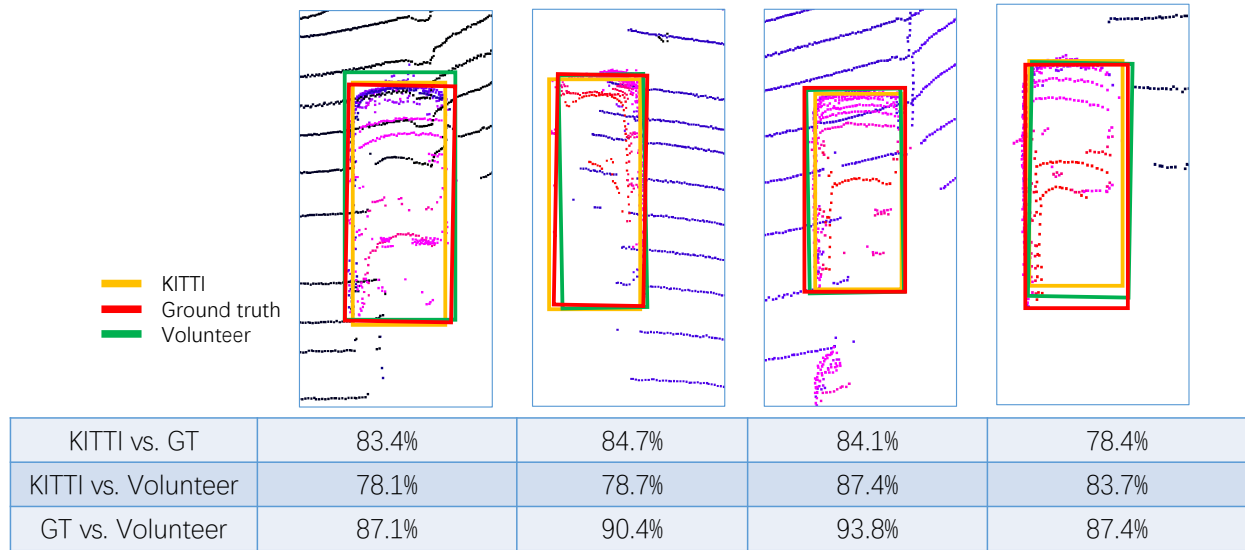 KITTI
Ground truth
Volunteer
KITTI vs. GT 83.4% 84.7% 84.1% 78.4%
KITTI vs. Volunteer 78.1% 78.7% 87.4% 83.7%
GT vs. Volunteer 87.1% 90.4% 93.8% 87.4%